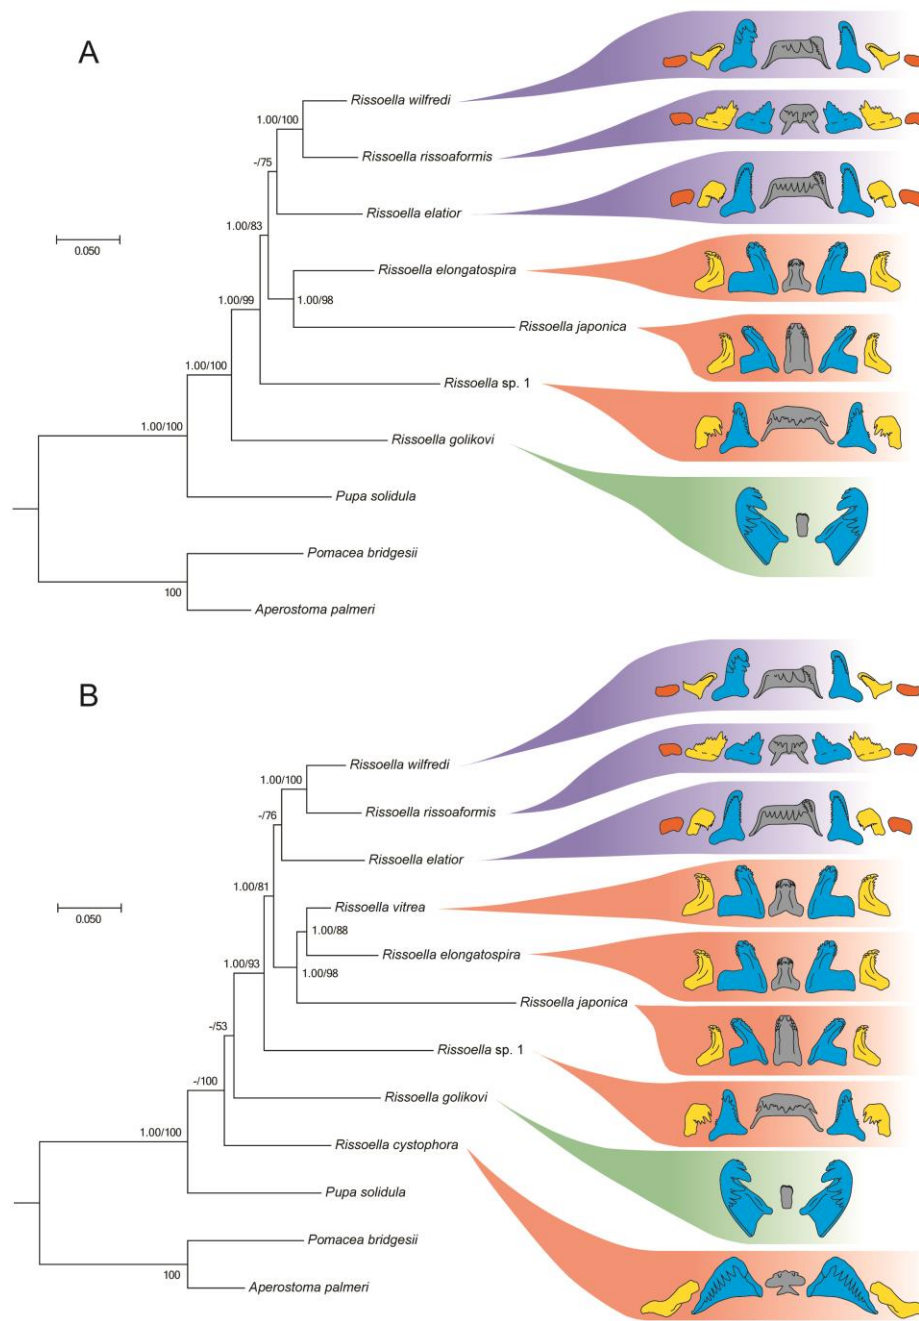 A
Rissoella wilfredi
1.00/100
Rissoella rissoaformis
-/75
Rissoella elatior
1.00/83
0.050
Rissoella elongatospira
1.00/99
1.00/98
Rissoella japonica
1.00/100
Rissoella sp. 1
1.00/100
Rissoella golikovi
Pupa solidula
Pomacea bridgesii
100
Aperostoma palmeri
B
Rissoella wilfredi
1.00/100
Rissoella rissoaformis
-/76
Rissoella elatior
1.00/81
0.050
Rissoella vitrea
1.00/88
Rissoella elongatospira
1.00/93
1.00/98
Rissoella japonica
-/53
Rissoella sp. 1
-/100
Rissoella golikovi
1.00/100
Rissoella cystophora
Pupa solidula
Pomacea bridgesii
100
Aperostoma palmeri